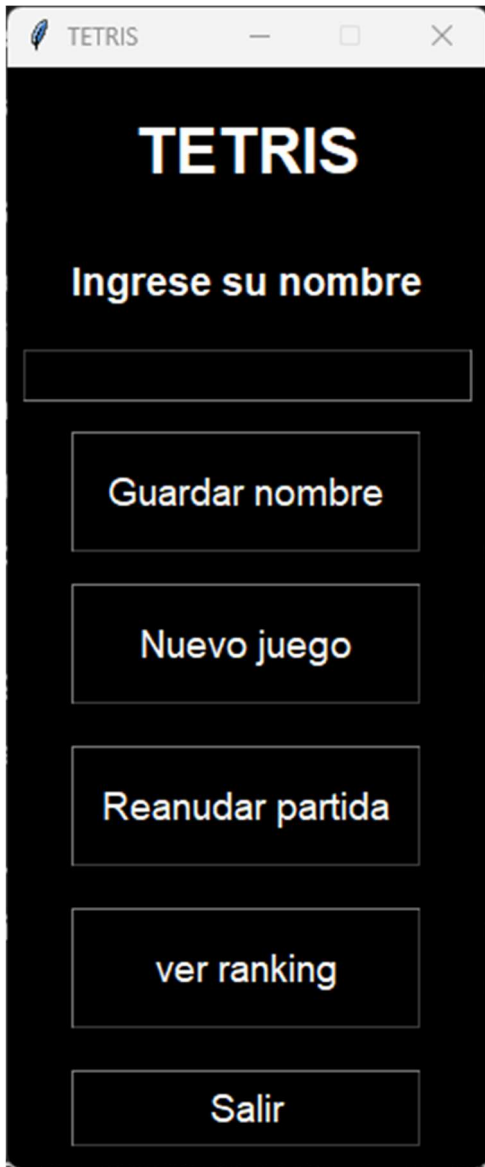 TETRIS
TETRIS
Ingrese su nombre
Guardar nombre
Nuevo juego
Reanudar partida
ver ranking
Salir